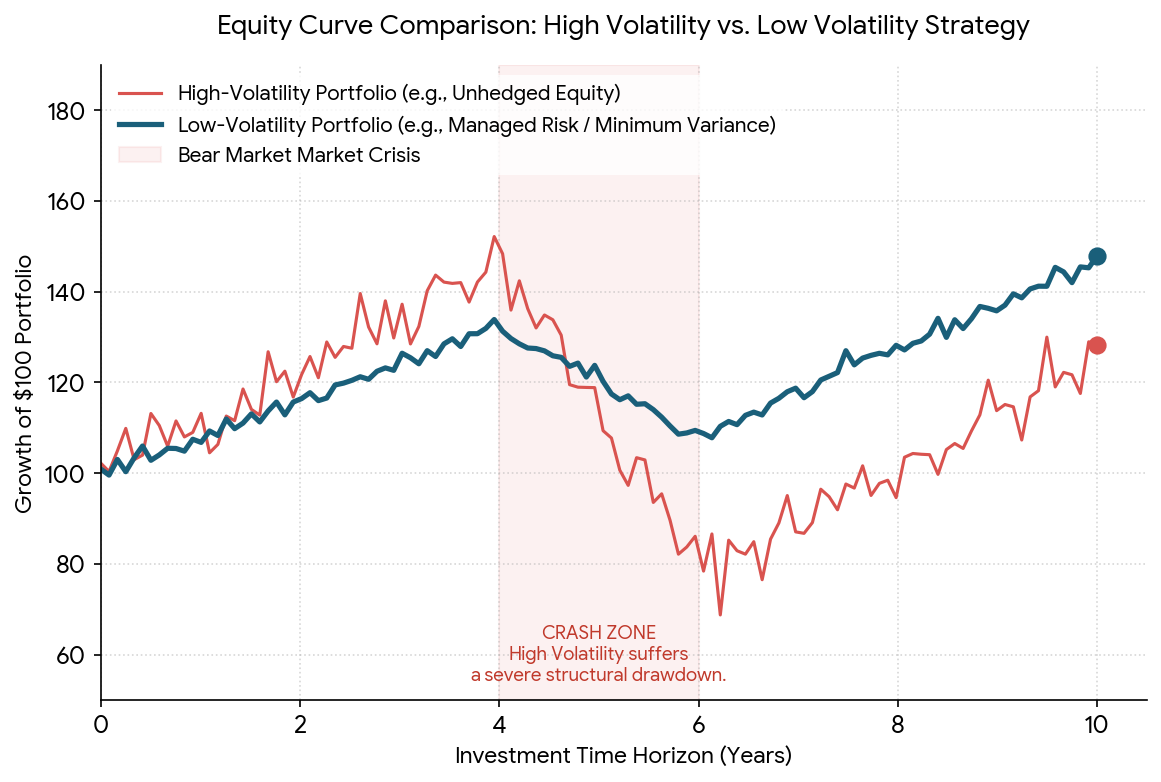 Equity Curve Comparison: High Volatility vs. Low Volatility Strategy
High-Volatility Portfolio (e.g., Unhedged Equity)
Low-Volatility Portfolio (e.g., Managed Risk / Minimum Variance)
Bear Market Market Crisis
Growth of $100 Portfolio
180
160
140
120
100
80
60
CRASH ZONE
High Volatility suffers
a severe structural drawdown.
0 2 4 6 8 10
Investment Time Horizon (Years)